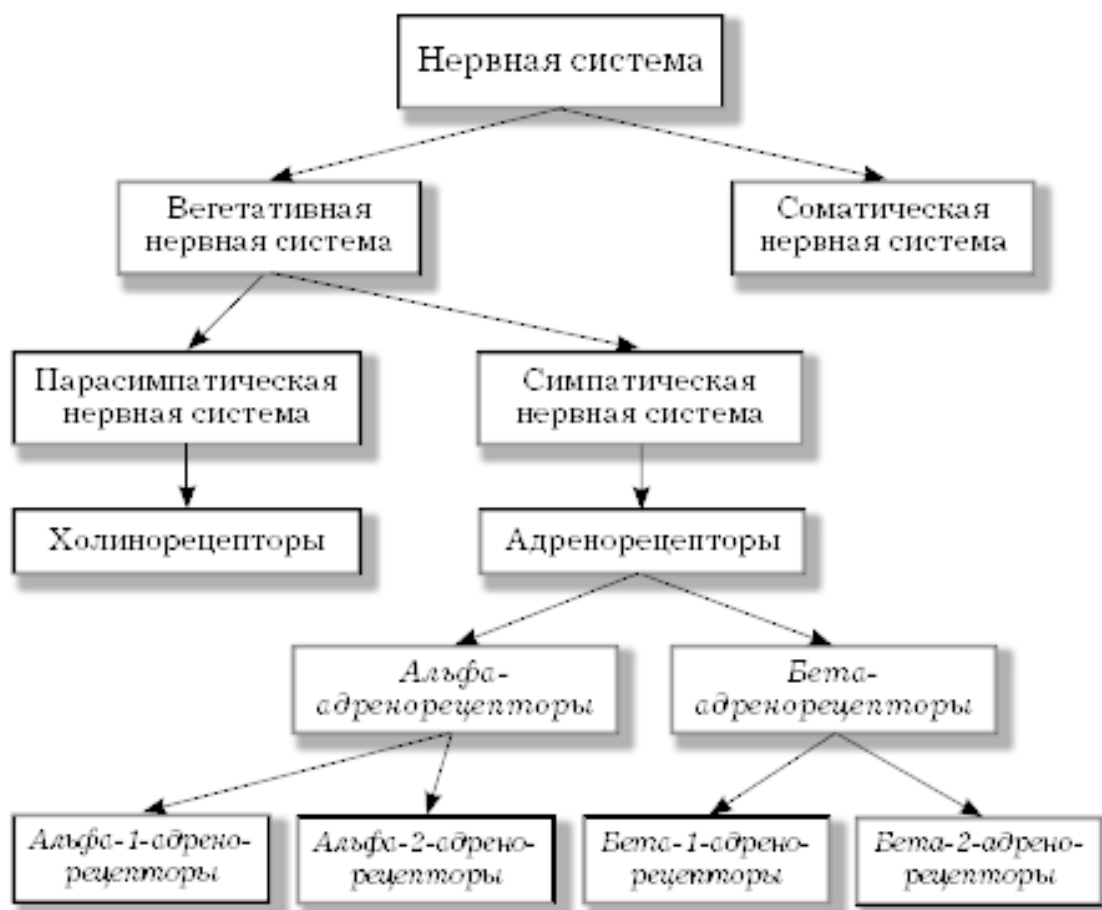 Нервная система
Вегетативная
нервная система
Соматическая
нервная система
Парасимпатическая
нервная система
Симпатическая
нервная система
Холинорецепторы
Адренорецепторы
Альфа-
адренорецепторы
Бета-
адренорецепторы
Альфа-1-адрено-
рецепторы
Альфа-2-адрено-
рецепторы
Бета-1-адрено-
рецепторы
Бета-2-адрено-
рецепторы